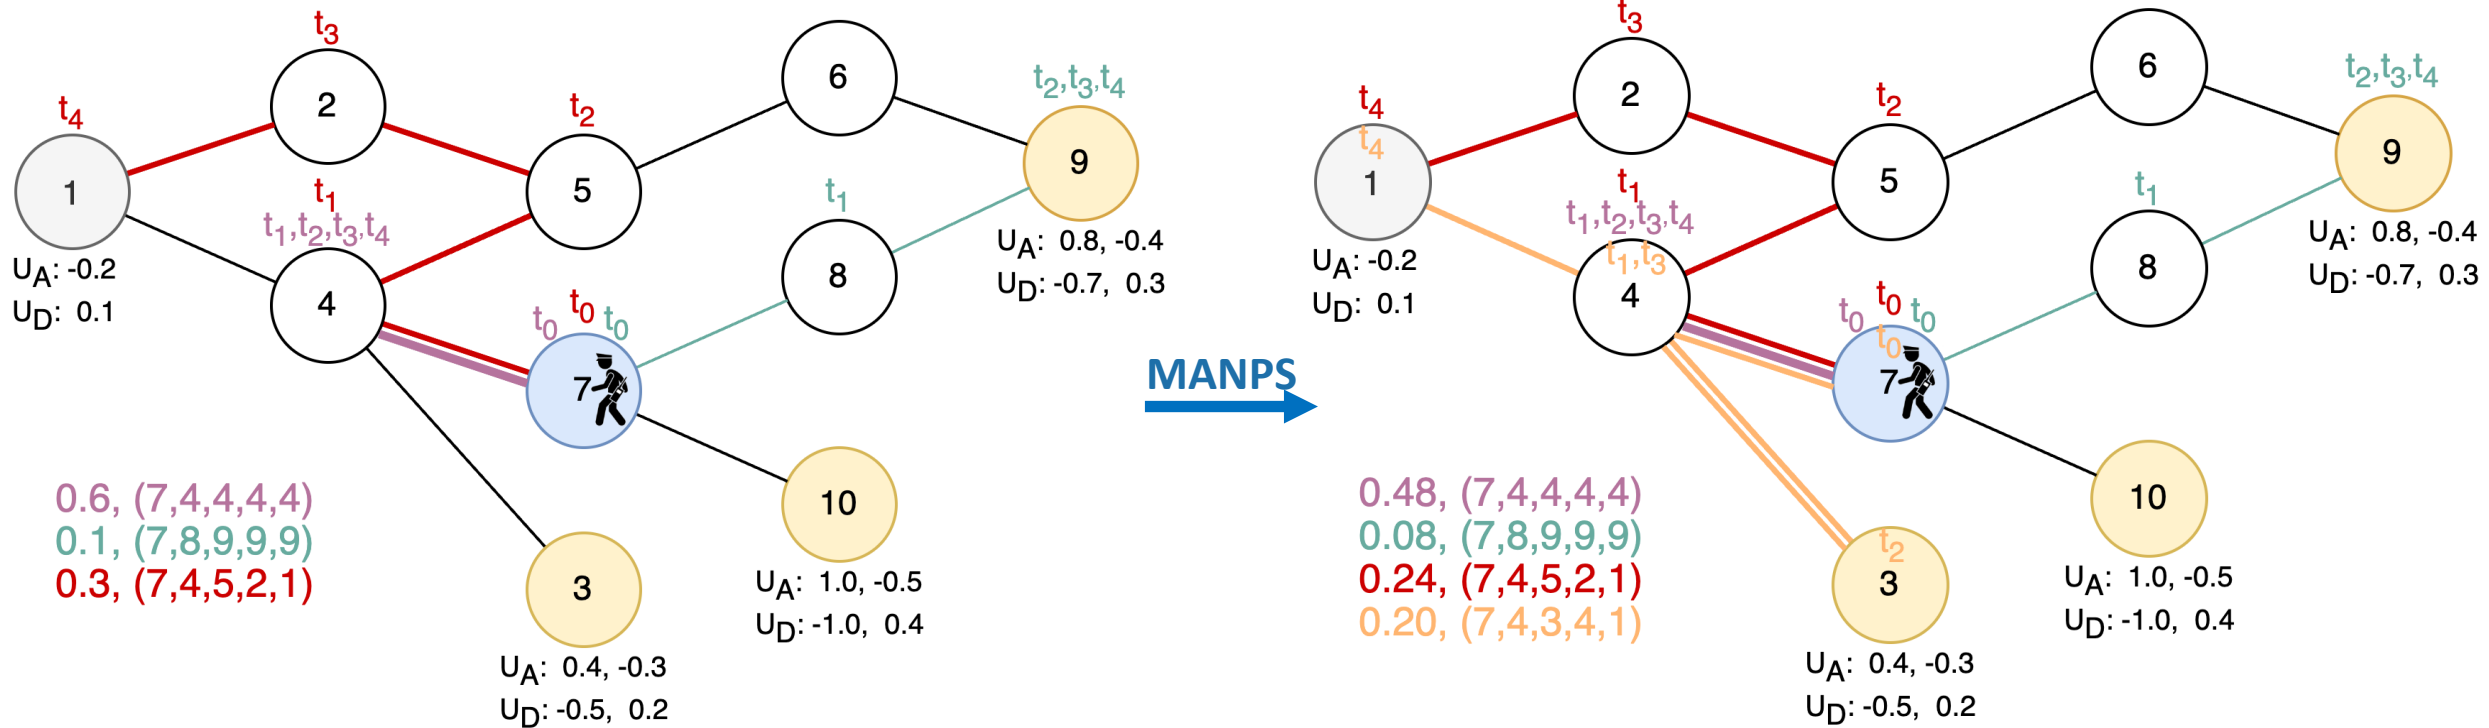 t3
t4
2
t2
6
t2,t3,t4
1
t1
t1,t2,t3,t4
5
t1
9
UA: -0.2
UD: 0.1
4
t0 t0 t0
8
UA: 0.8, -0.4
UD: -0.7, 0.3
7
10
0.6, (7,4,4,4,4)
0.1, (7,8,9,9,9)
0.3, (7,4,5,2,1)
3
UA: 1.0, -0.5
UD: -1.0, 0.4
UA: 0.4, -0.3
UD: -0.5, 0.2
MANPS
t3
t4
t4
2
t2
6
t2,t3,t4
1
t1
t1,t2,t3,t4
t1,t3
5
t1
9
UA: -0.2
UD: 0.1
4
t0 t0 t0
t0
8
UA: 0.8, -0.4
UD: -0.7, 0.3
7
10
0.48, (7,4,4,4,4)
0.08, (7,8,9,9,9)
0.24, (7,4,5,2,1)
0.20, (7,4,3,4,1)
t2
3
UA: 1.0, -0.5
UD: -1.0, 0.4
UA: 0.4, -0.3
UD: -0.5, 0.2